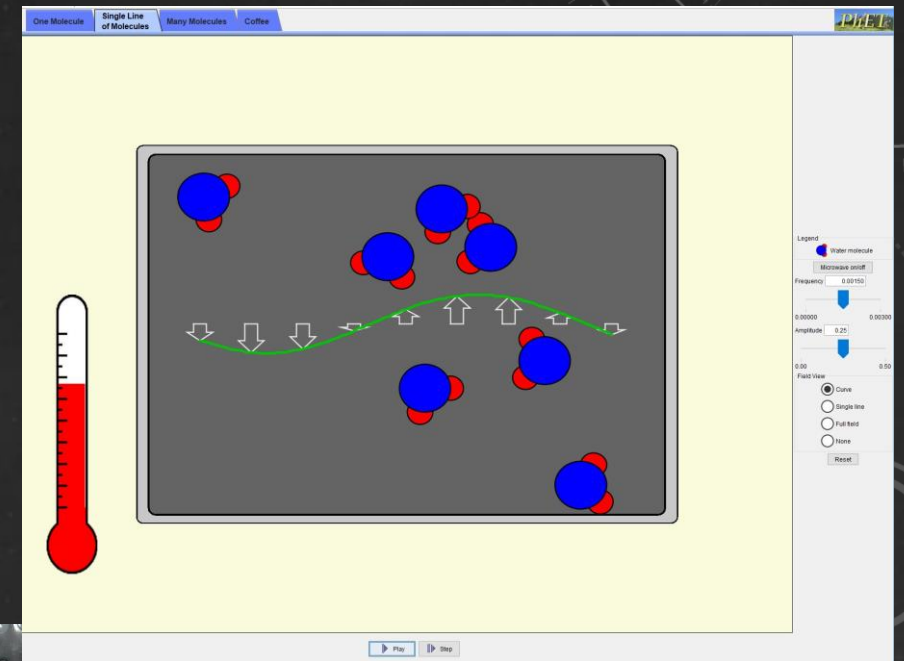 One Molecule
Single Line
of Molecules
Many Molecules
Coffee
PhET
Legend
Water molecule
Microwave on/off
Frequency 0.00150
0.00000 0.00300
Amplitude 0.25
0.00 0.50
Field View
Curve
Single line
Full field
None
Reset
Play Step